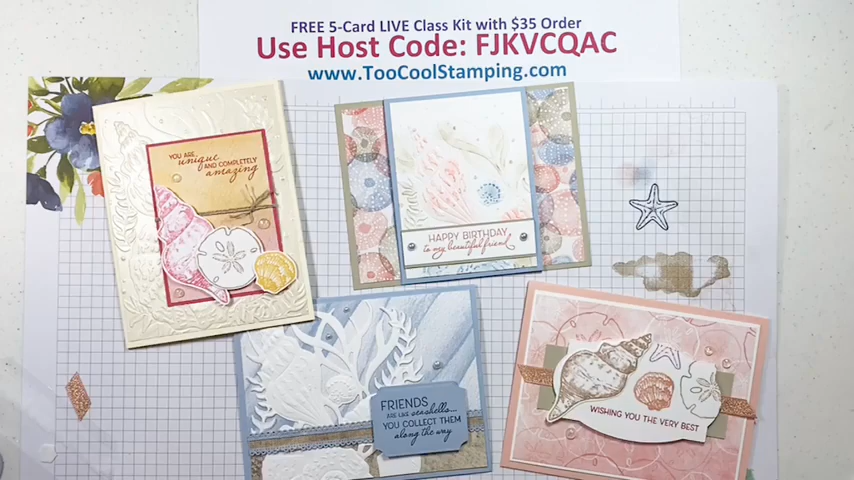 FREE 5-Card LIVE Class Kit with $35 Order
Use Host Code: FJKVCQAC
www.TooCoolStamping.com
YOU ARE
unique
AND COMPLETELY
amazing
HAPPY BIRTHDAY
to my beautiful friend
FRIENDS
ARE LIKE seashells...
YOU COLLECT THEM
along the way
WISHING YOU THE VERY BEST